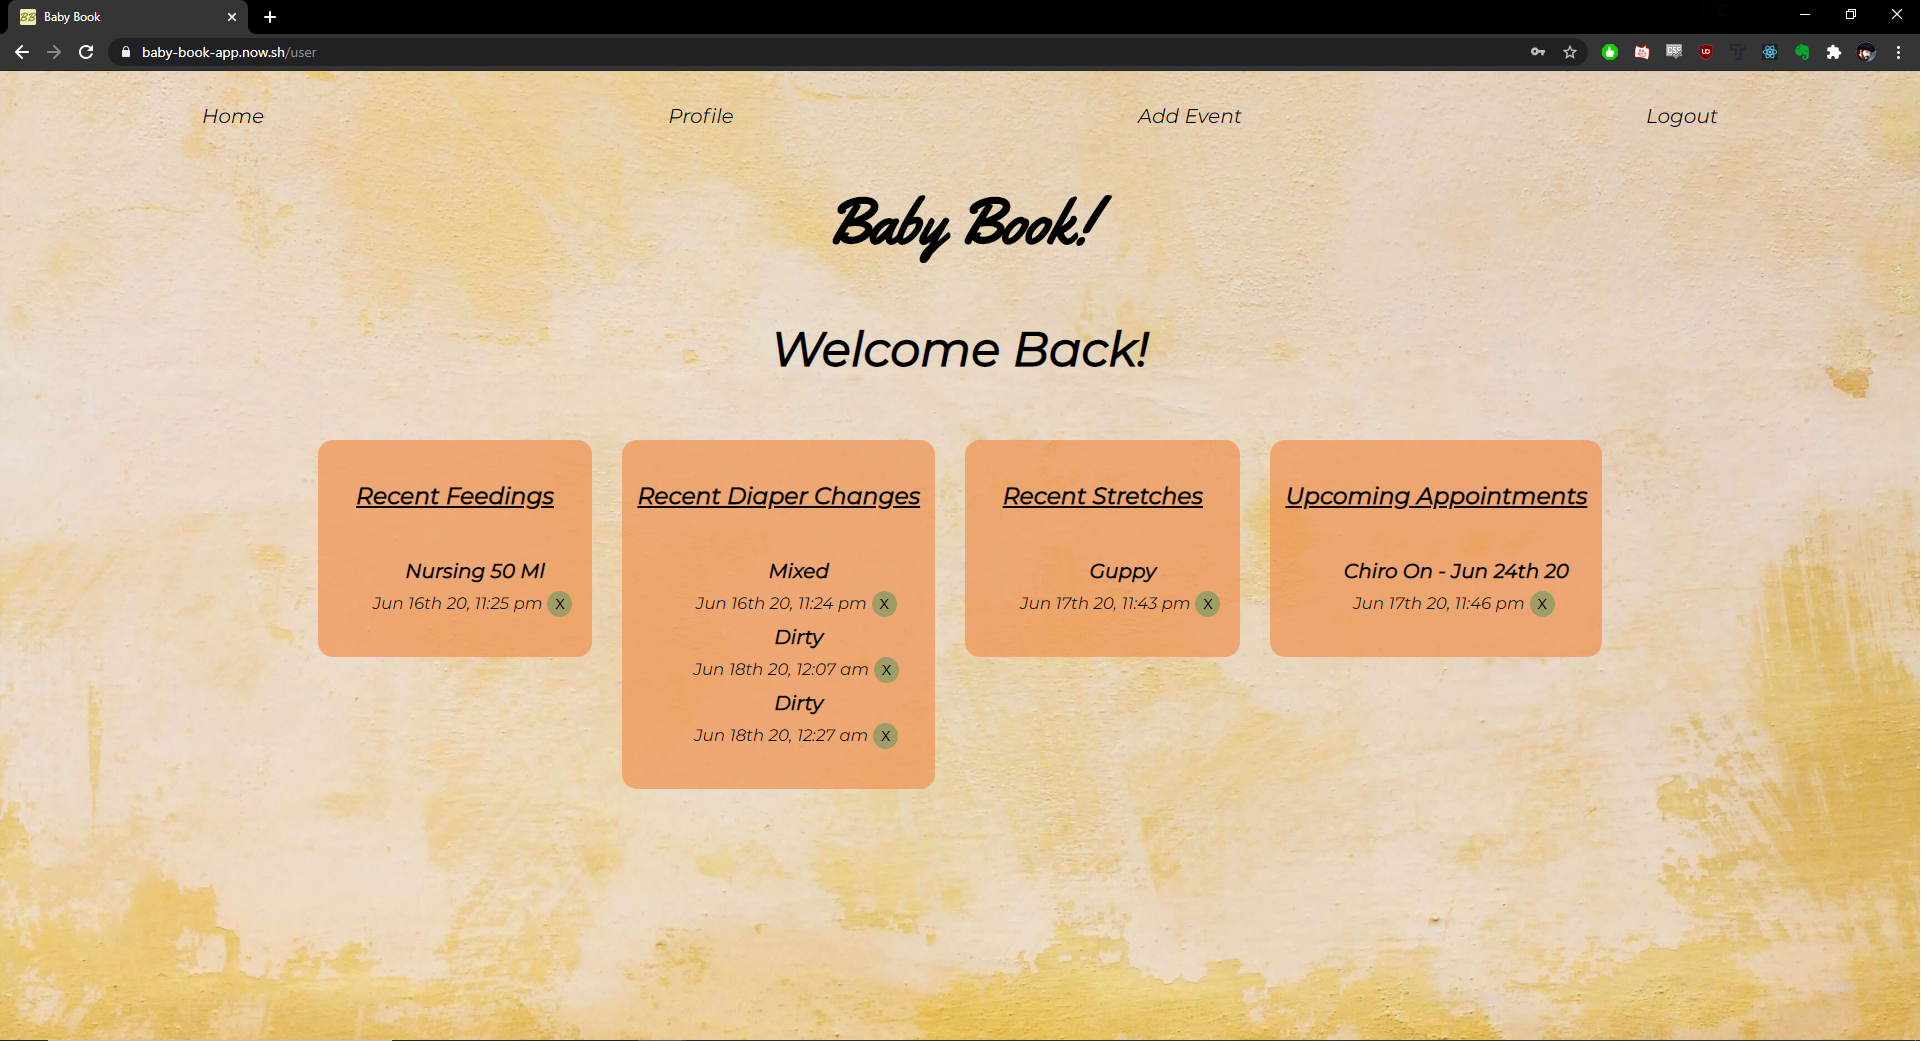 Baby Book
baby-book-app.now.sh/user
Home
Profile
Add Event
Logout
Baby Book!
Welcome Back!
Recent Feedings
Nursing 50 Ml
Jun 16th 20, 11:25 pm X
Recent Diaper Changes
Mixed
Jun 16th 20, 11:24 pm X
Dirty
Jun 18th 20, 12:07 am X
Dirty
Jun 18th 20, 12:27 am X
Recent Stretches
Guppy
Jun 17th 20, 11:43 pm X
Upcoming Appointments
Chiro On - Jun 24th 20
Jun 17th 20, 11:46 pm X